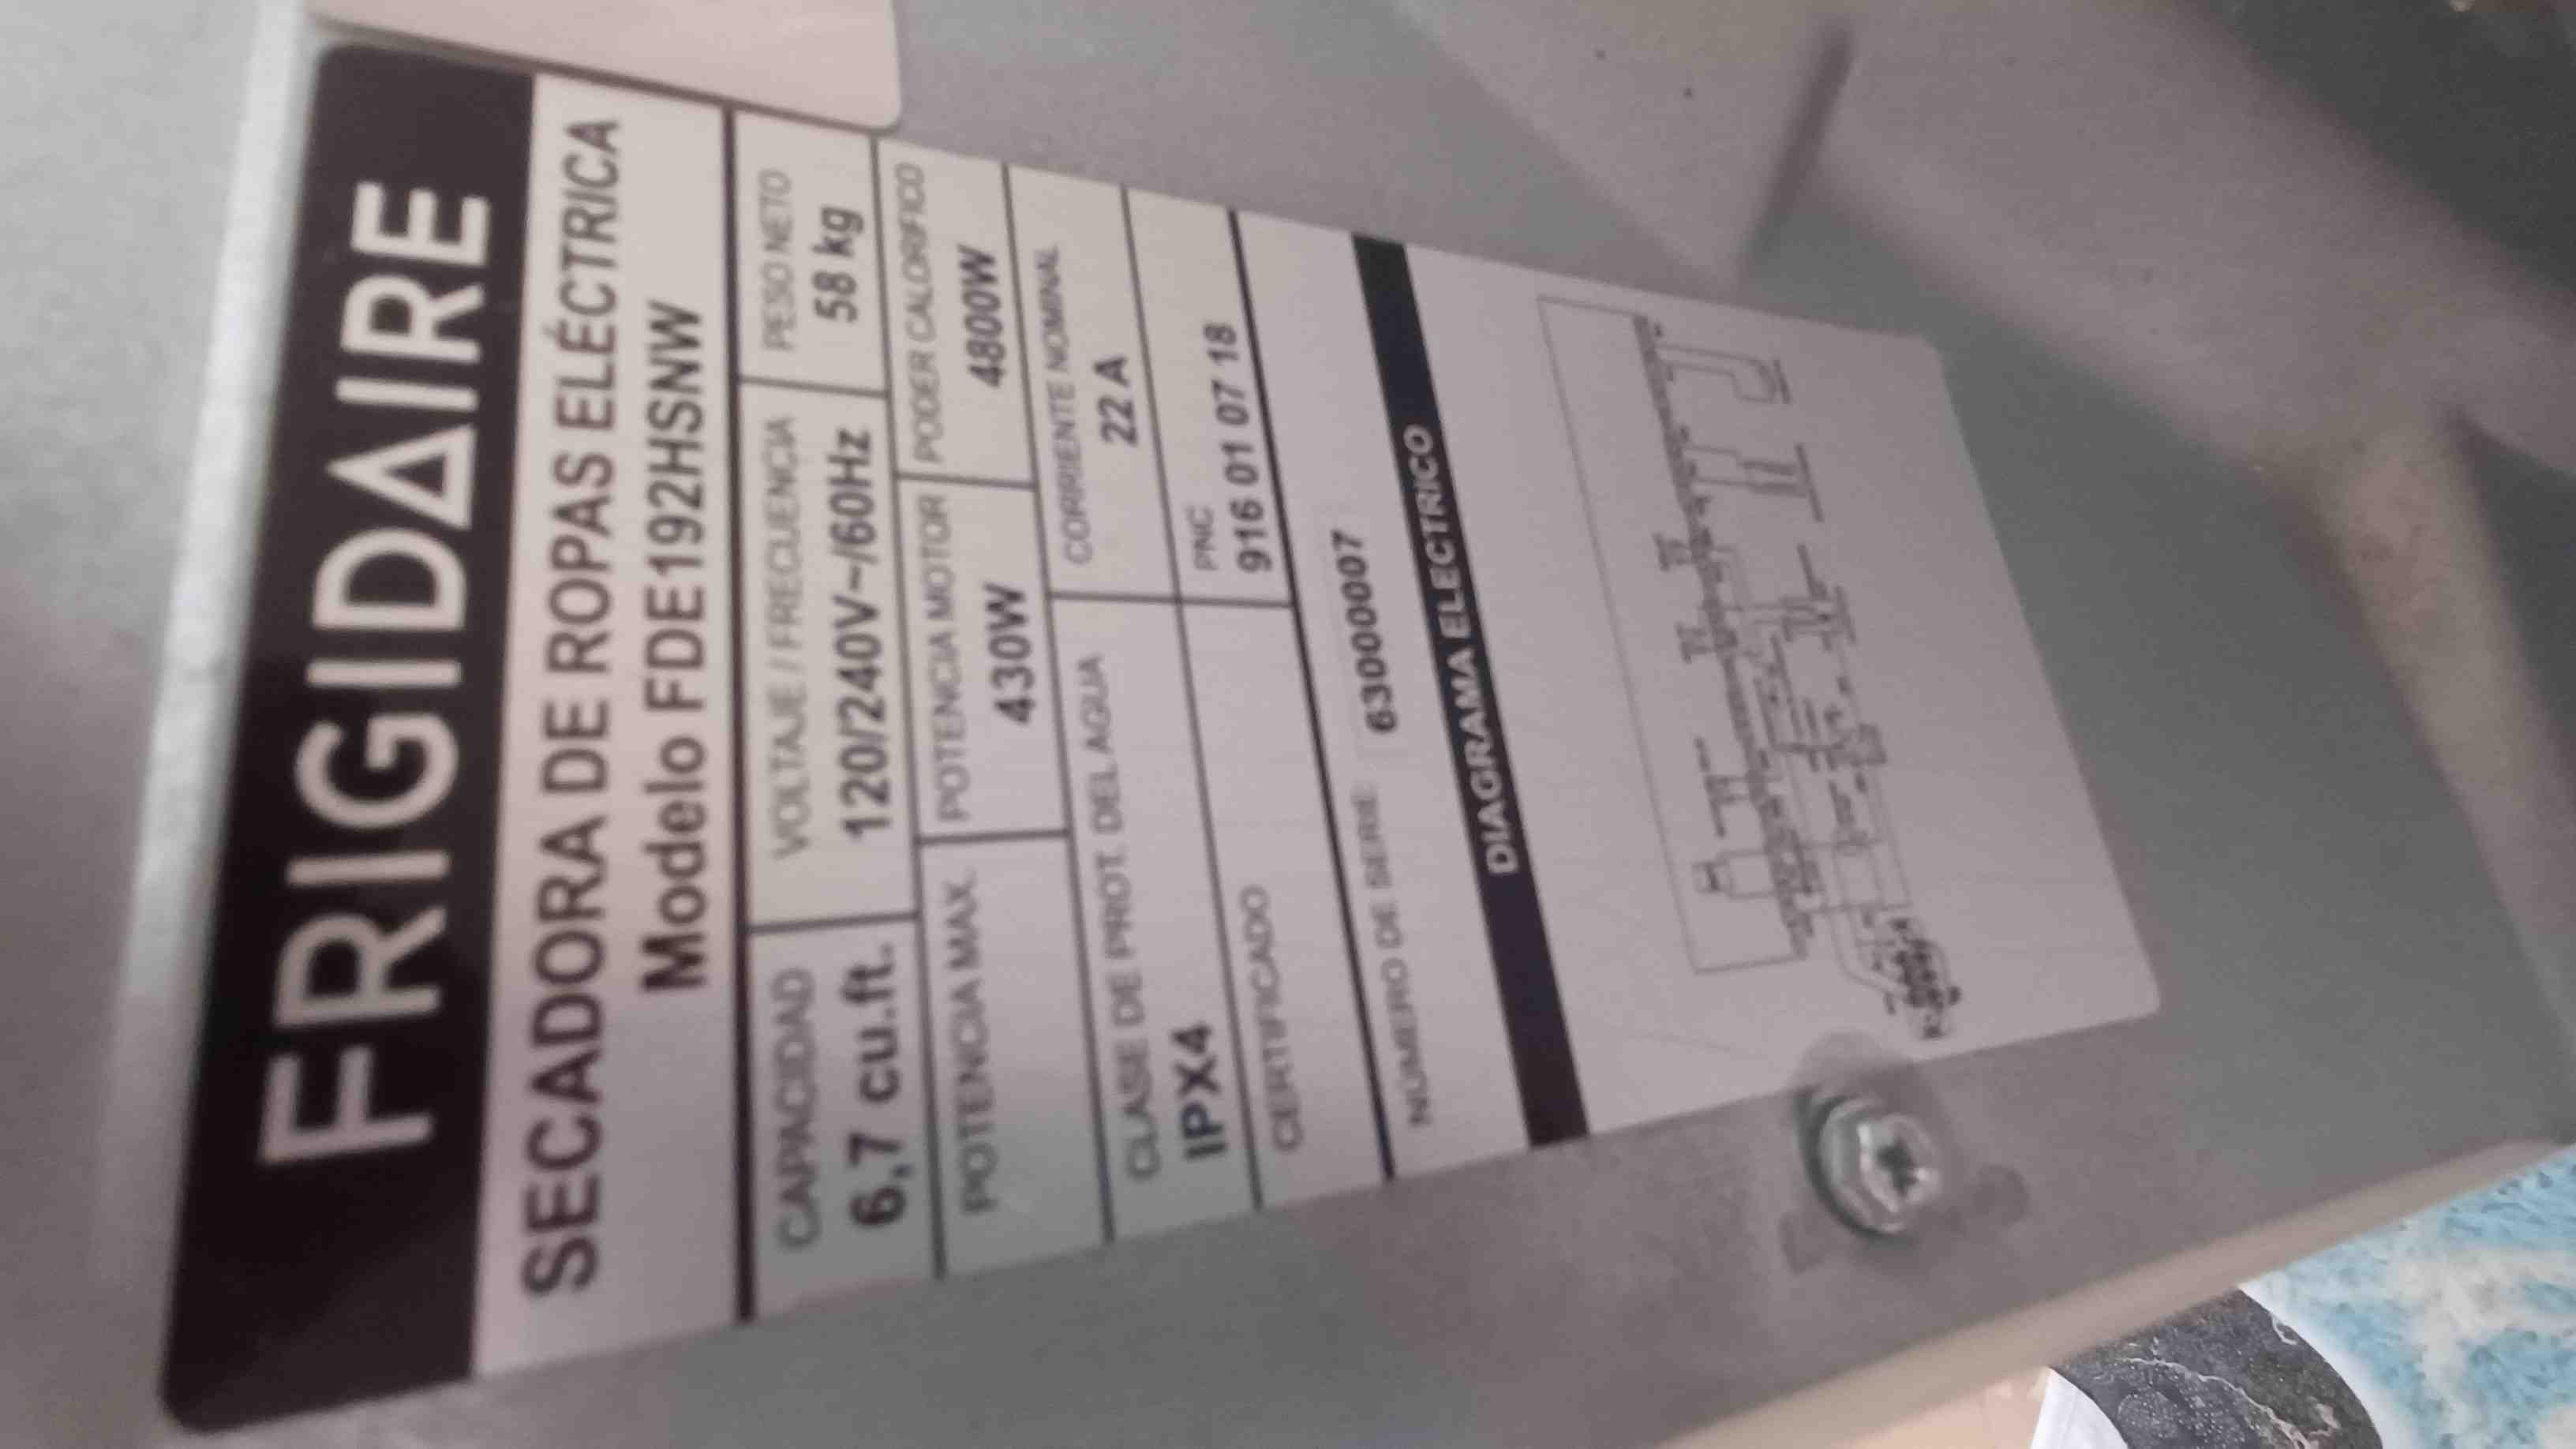 FRIGIDAIRE
SECADORA DE ROPAS ELÉCTRICA
Modelo FDE192HSNW
CAPACIDAD
6,7 cu.ft.
VOLTAJE / FRECUENCIA
120/240V~/60Hz
PESO NETO
58 kg
POTENCIA MAX.
POTENCIA MOTOR
430W
PODER CALORIFICO
4800W
CLASE DE PROT. DEL AGUA
IPX4
CORRIENTE NOMINAL
22 A
CERTIFICADO
PNC
916 01 07 18
NÚMERO DE SERIE: 63000007
DIAGRAMA ELECTRICO